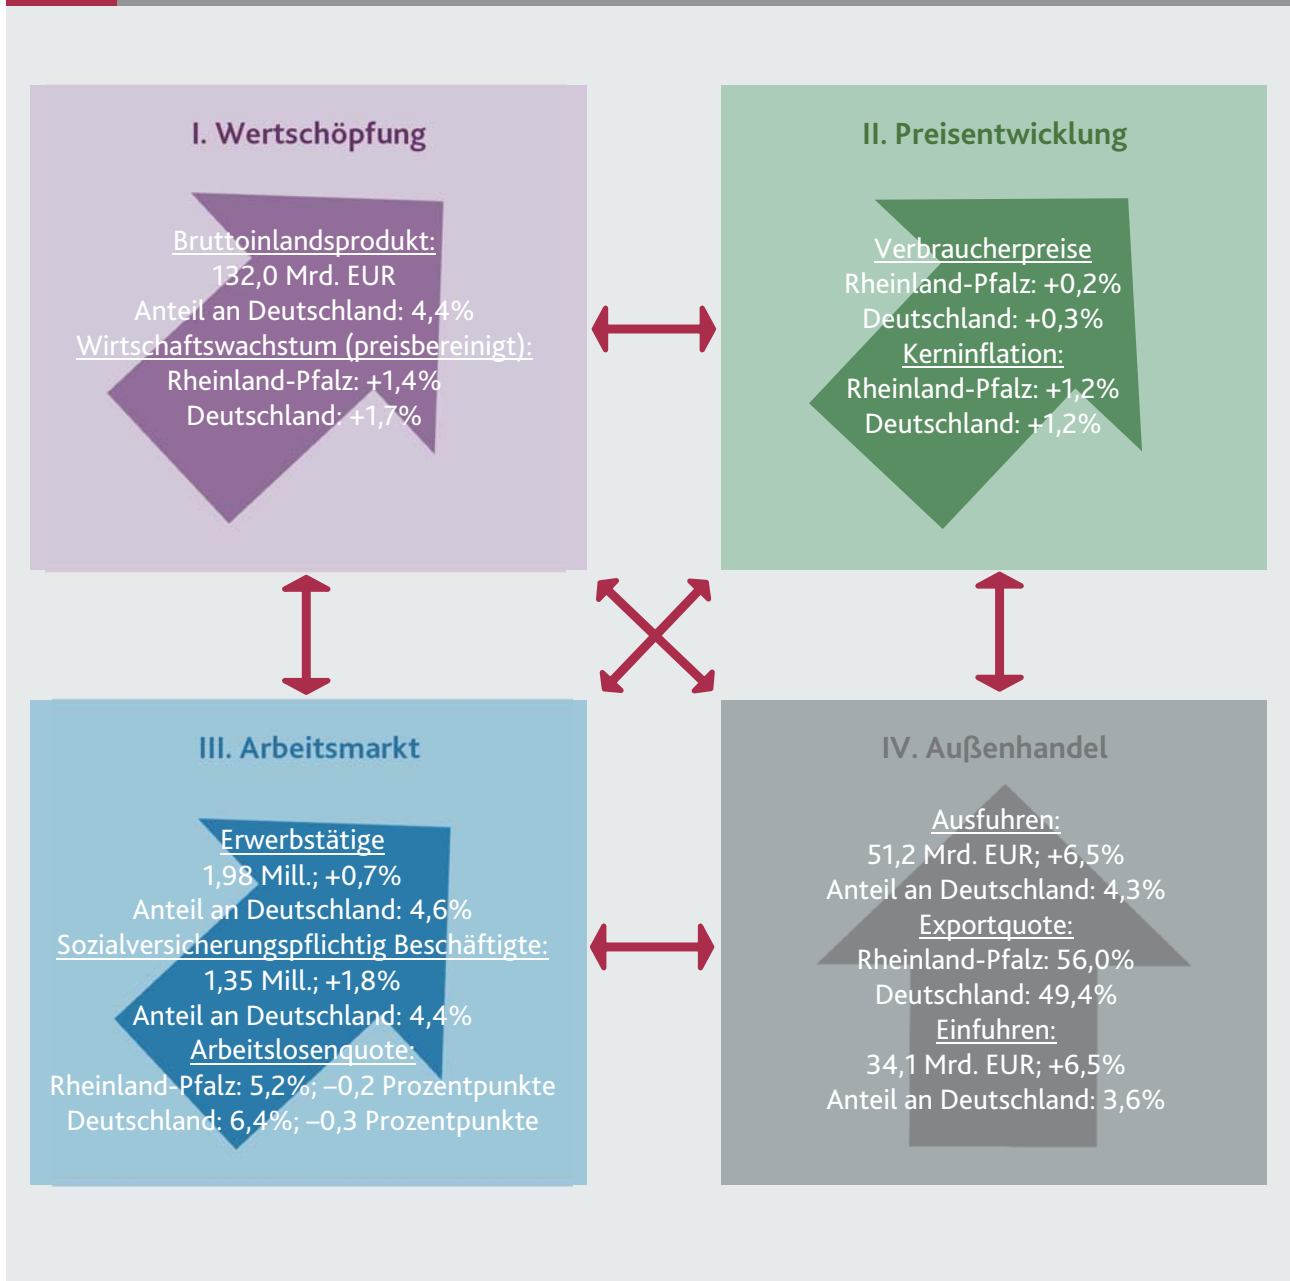 I. Wertschöpfung
Bruttoinlandsprodukt:
132,0 Mrd. EUR
Anteil an Deutschland: 4,4%
Wirtschaftswachstum (preisbereinigt):
Rheinland-Pfalz: +1,4%
Deutschland: +1,7%
II. Preisentwicklung
Verbraucherpreise
Rheinland-Pfalz: +0,2%
Deutschland: +0,3%
Kerninflation:
Rheinland-Pfalz: +1,2%
Deutschland: +1,2%
III. Arbeitsmarkt
Erwerbstätige
1,98 Mill.; +0,7%
Anteil an Deutschland: 4,6%
Sozialversicherungspflichtig Beschäftigte:
1,35 Mill.; +1,8%
Anteil an Deutschland: 4,4%
Arbeitslosenquote:
Rheinland-Pfalz: 5,2%; –0,2 Prozentpunkte
Deutschland: 6,4%; –0,3 Prozentpunkte
IV. Außenhandel
Ausfuhren:
51,2 Mrd. EUR; +6,5%
Anteil an Deutschland: 4,3%
Exportquote:
Rheinland-Pfalz: 56,0%
Deutschland: 49,4%
Einfuhren:
34,1 Mrd. EUR; +6,5%
Anteil an Deutschland: 3,6%